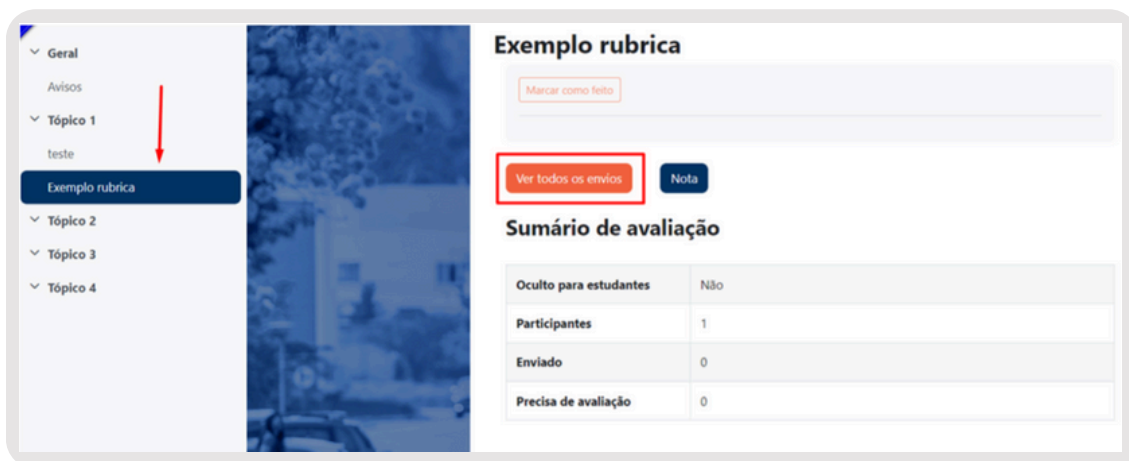 Geral
Avisos
Tópico 1
teste
Exemplo rubrica
Tópico 2
Tópico 3
Tópico 4
Exemplo rubrica
Marcar como feito
Ver todos os envios
Nota
Sumário de avaliação
Oculto para estudantes Não
Participantes 1
Enviado 0
Precisa de avaliação 0